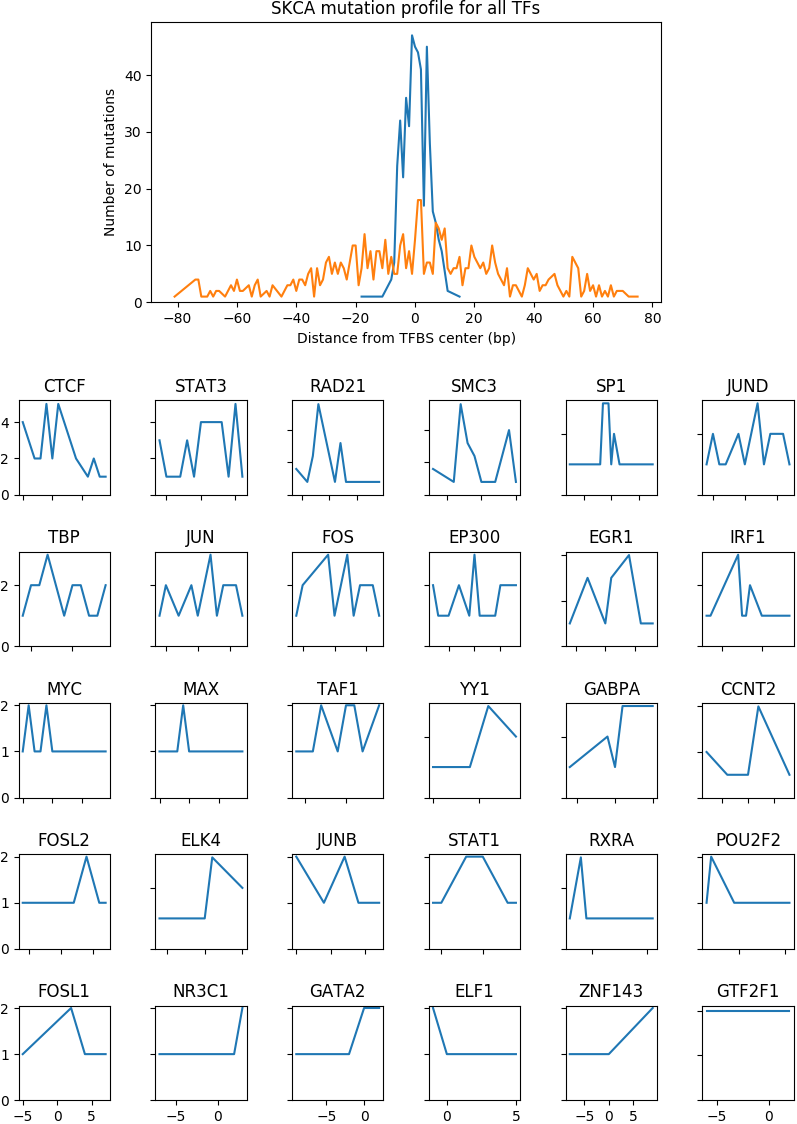 SKCA mutation profile for all TFs
Number of mutations
40
30
20
10
0
−80 −60 −40 −20 0 20 40 60 80
Distance from TFBS center (bp)
CTCF STAT3 RAD21 SMC3 SP1 JUND
4
2
0
TBP JUN FOS EP300 EGR1 IRF1
2
0
MYC MAX TAF1 YY1 GABPA CCNT2
2
1
0
FOSL2 ELK4 JUNB STAT1 RXRA POU2F2
2
1
0
FOSL1 NR3C1 GATA2 ELF1 ZNF143 GTF2F1
2
1
0
−5 0 5 −5 0 −5 0 0 5 −5 0 5 −5 0